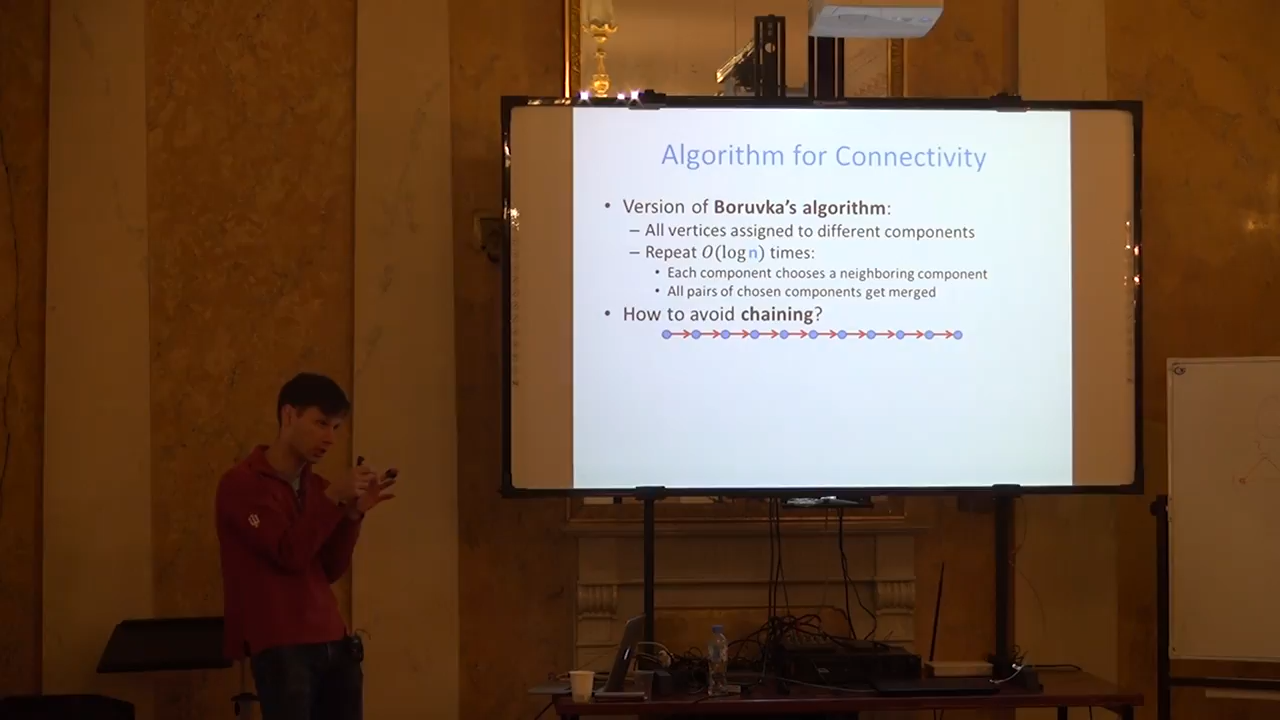 Algorithm for Connectivity
• Version of Boruvka's algorithm:
– All vertices assigned to different components
– Repeat O(log n) times:
• Each component chooses a neighboring component
• All pairs of chosen components get merged
• How to avoid chaining?